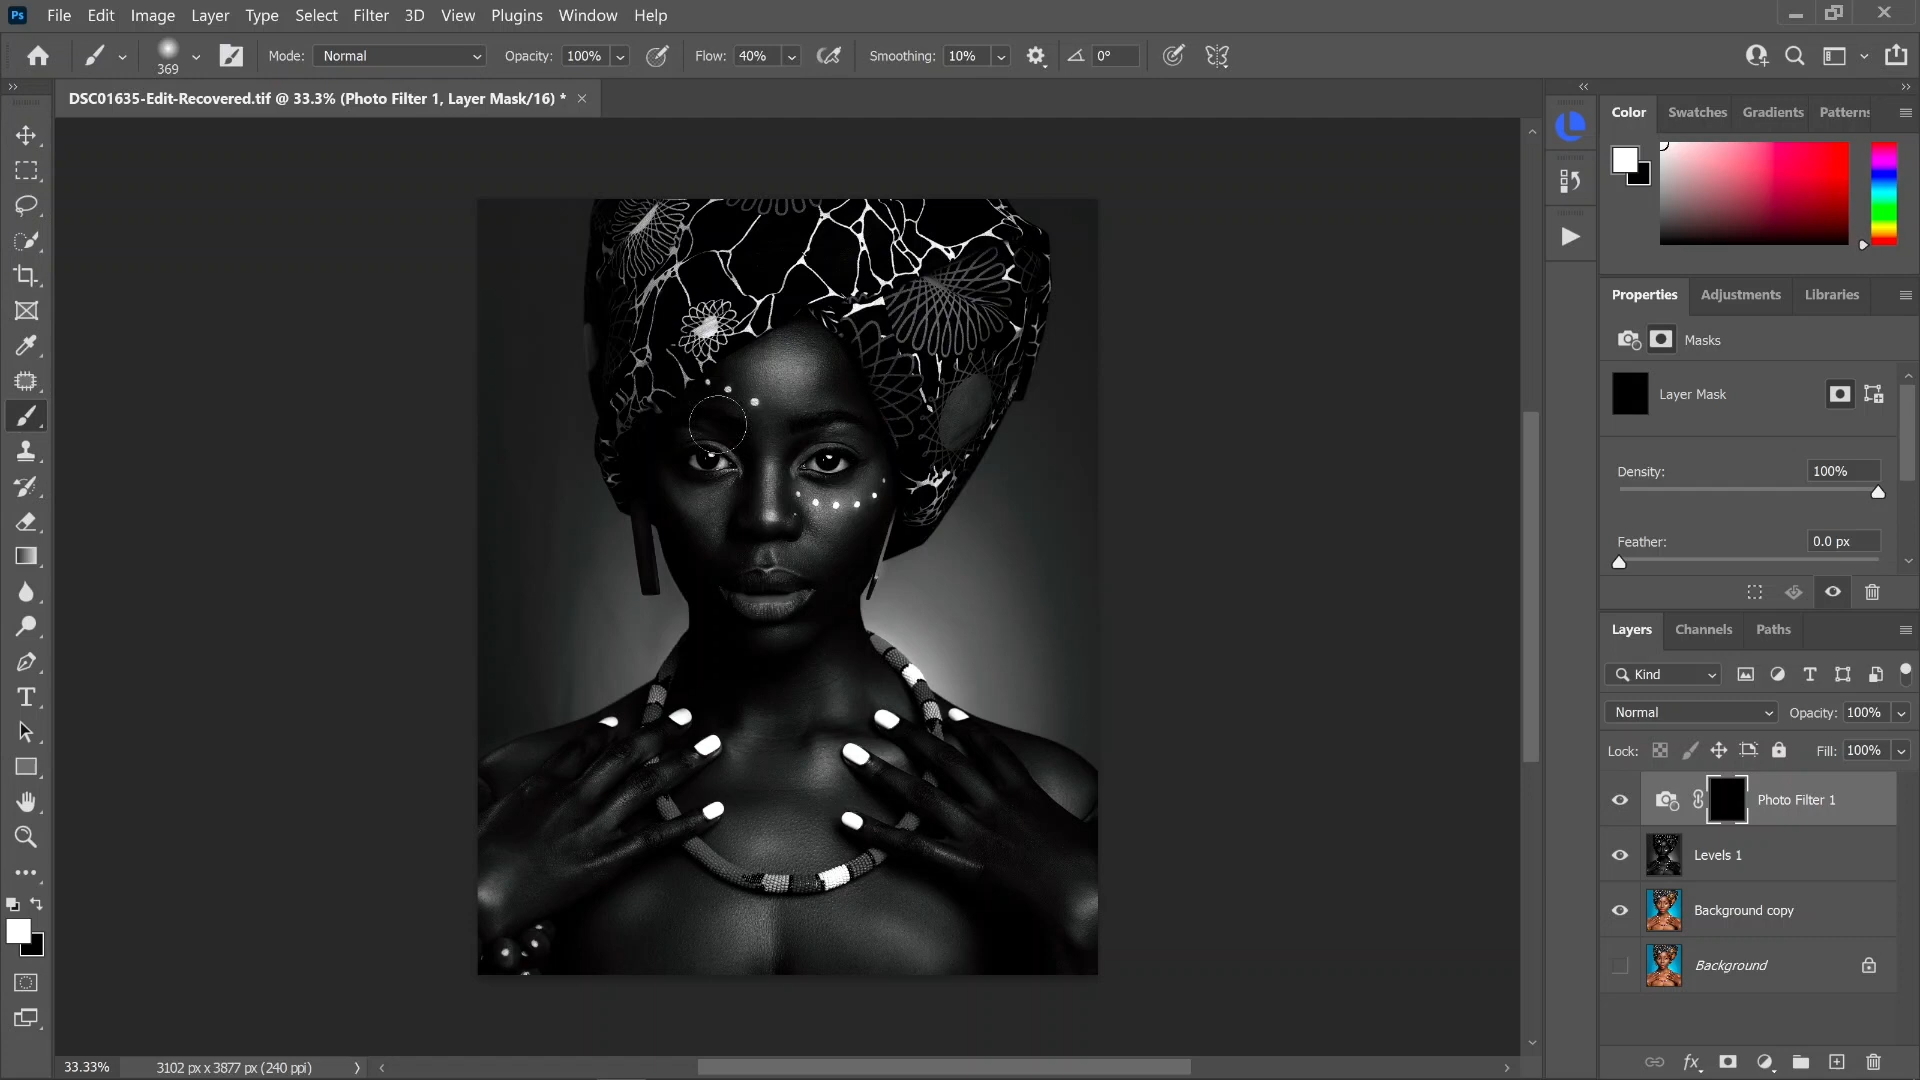 Ps File Edit Image Layer Type Select Filter 3D View Plugins Window Help
369 Mode: Normal Opacity: 100% Flow: 40% Smoothing: 10% 0°
DSC01635-Edit-Recovered.tif @ 33.3% (Photo Filter 1, Layer Mask/16) *
Color Swatches Gradients Patterns
Properties Adjustments Libraries
Masks
Layer Mask
Density: 100%
Feather: 0.0 px
Layers Channels Paths
Kind
Normal Opacity: 100%
Lock: Fill: 100%
Photo Filter 1
Levels 1
Background copy
Background
33.33% 3102 px x 3877 px (240 ppi)